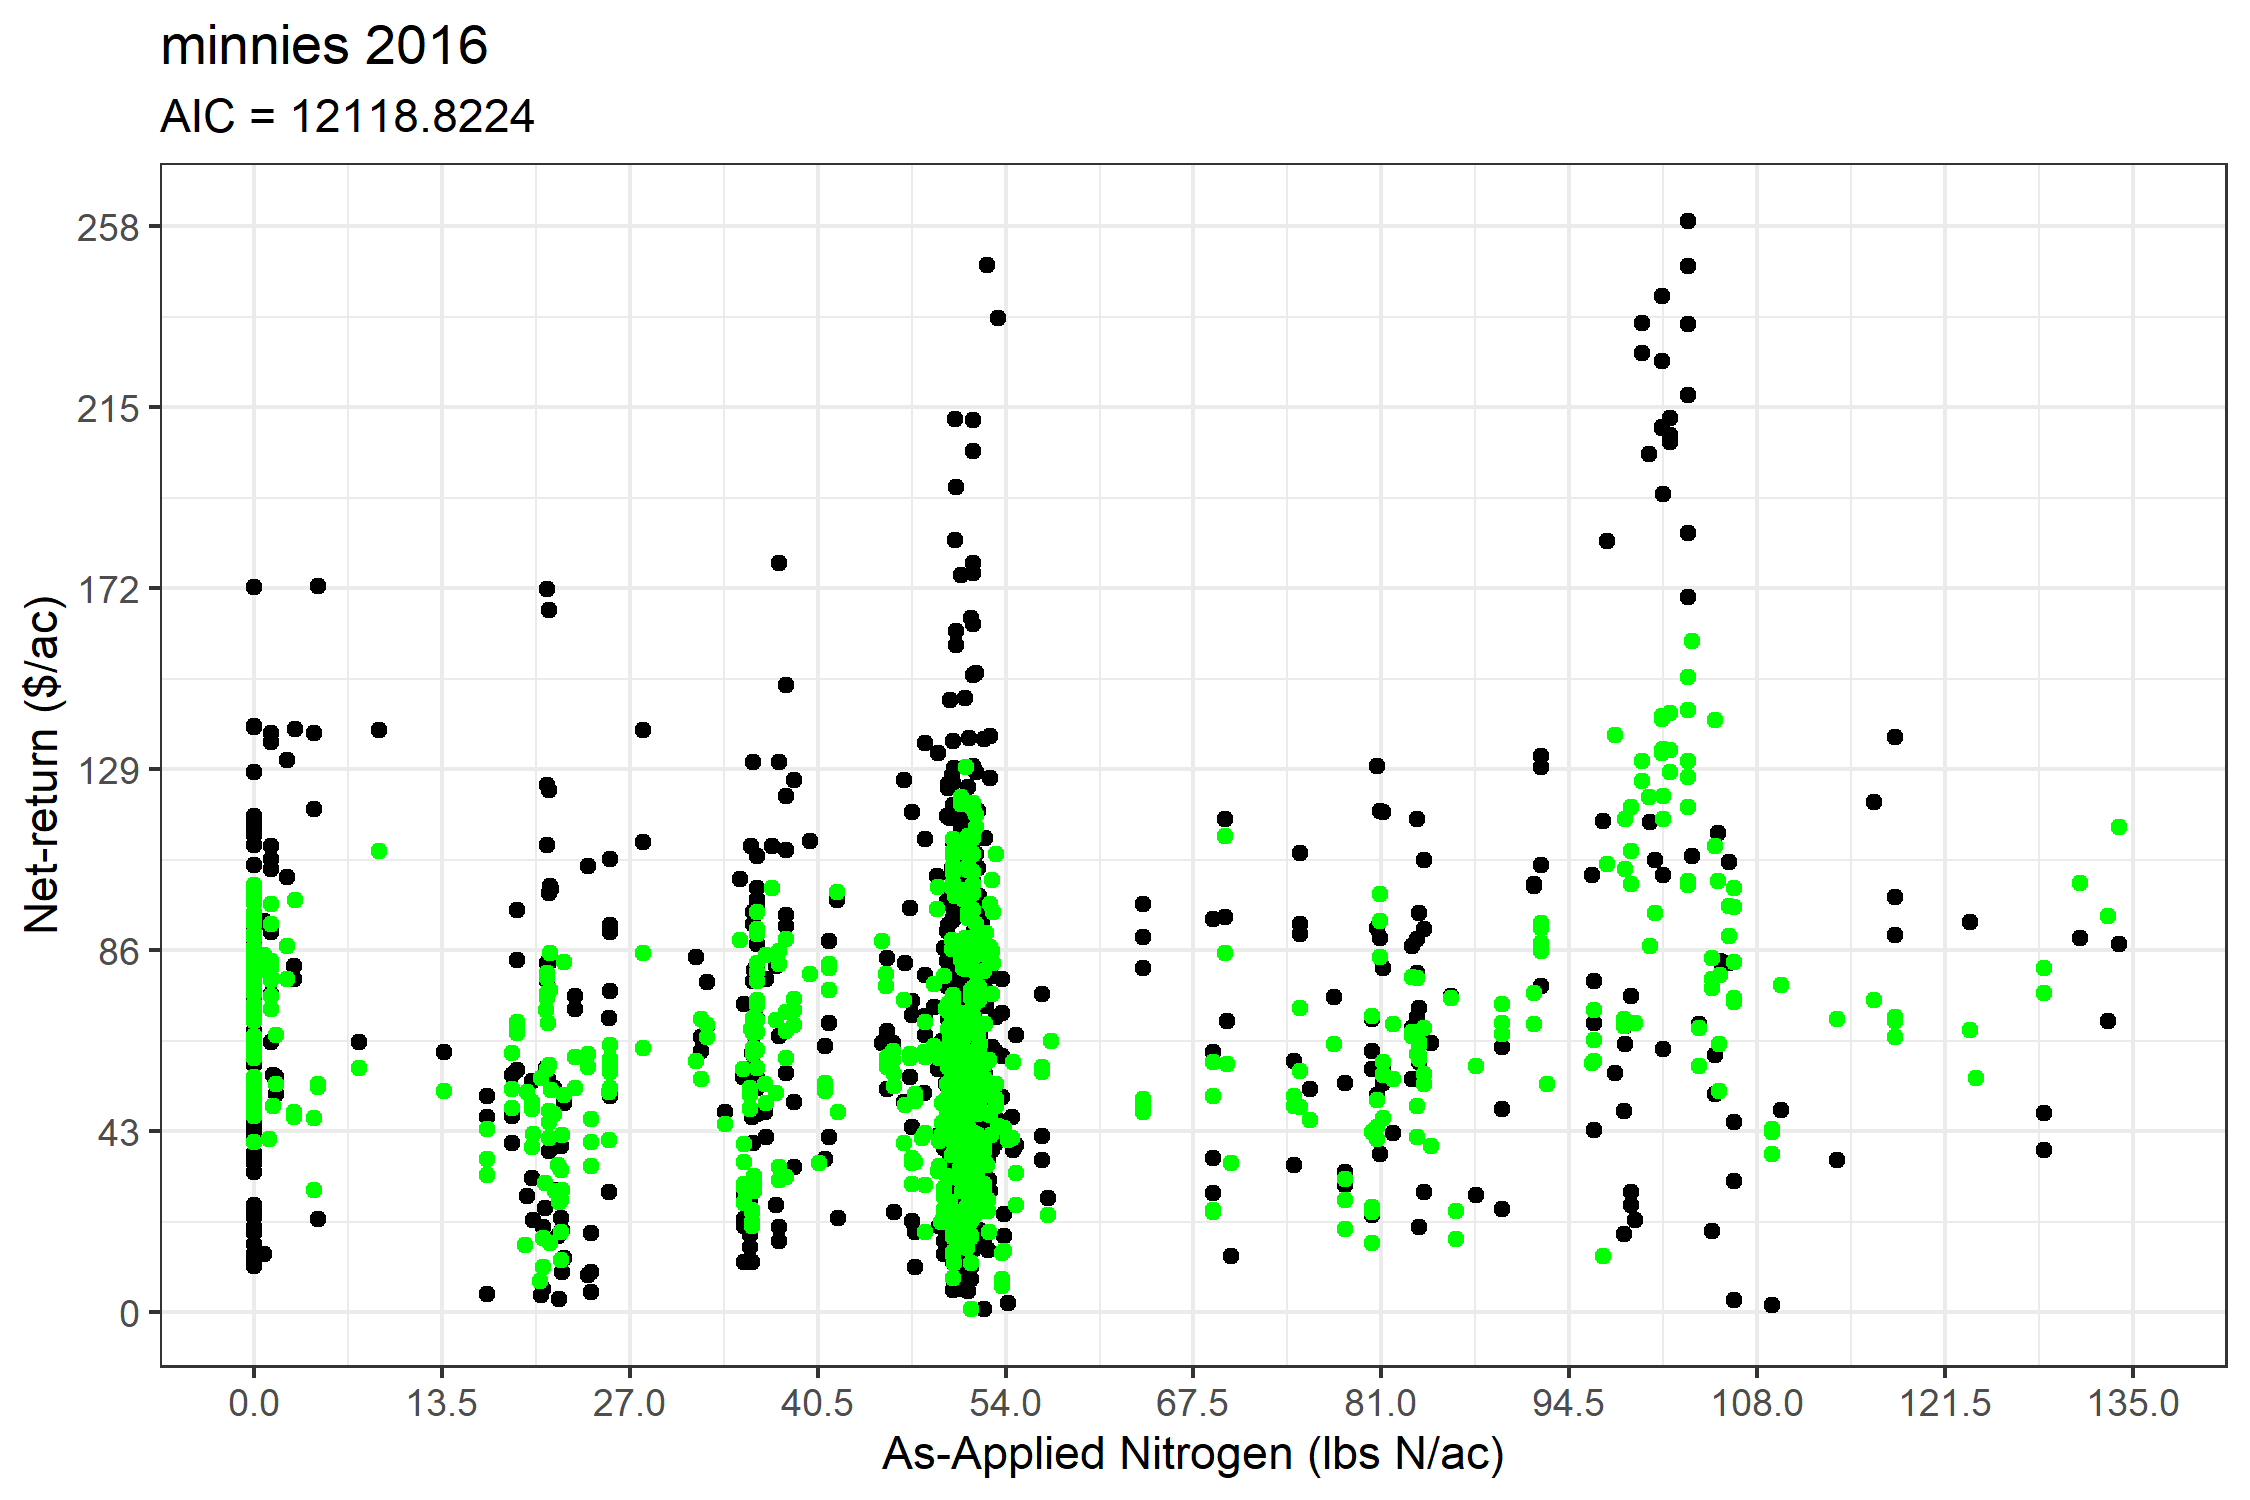 minnies 2016
AIC = 12118.8224
Net-return ($/ac)
258
215
172
129
86
43
0
0.0 13.5 27.0 40.5 54.0 67.5 81.0 94.5 108.0 121.5 135.0
As-Applied Nitrogen (lbs N/ac)